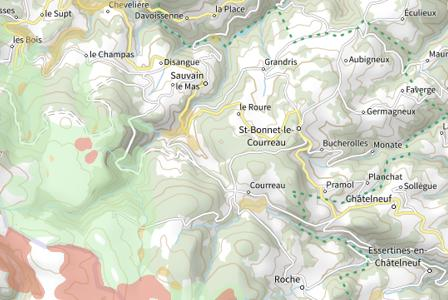 Chevelière
la Place
le Supt
Davoissenne
Éculieux
les Bois
le Champas
Disangue
Grandris
Aubigneux
Sauvain
le Mas
Faverge
le Roure
Germagneux
St-Bonnet-le-
Courreau
Bucherolles
Monate
Courreau
Pramol
Planchat
Sollègue
Châtelneuf
Essertines-en-
Châtelneuf
Roche